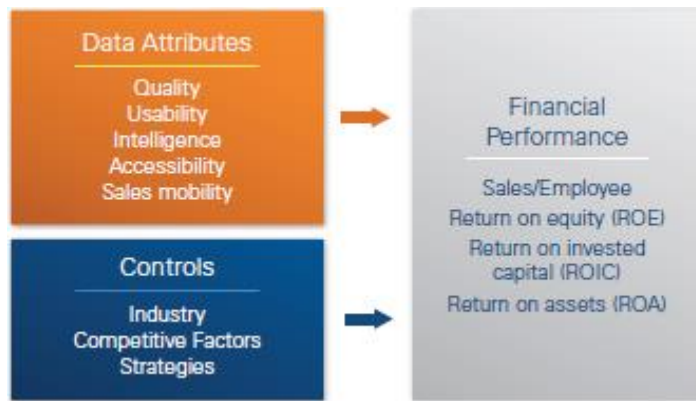 Data Attributes
Quality
Usability
Intelligence
Accessibility
Sales mobility
Controls
Industry
Competitive Factors
Strategies
Financial
Performance
Sales/Employee
Return on equity (ROE)
Return on invested
capital (ROIC)
Return on assets (ROA)